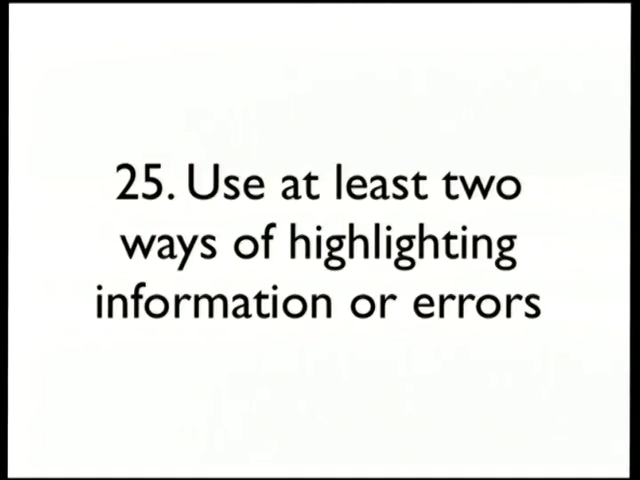 25. Use at least two
ways of highlighting
information or errors